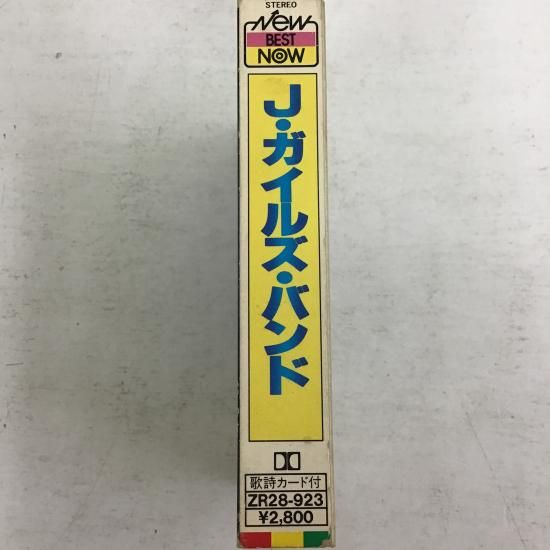 STEREO
New
BEST
NOW
J・ガイルズ・バンド
歌詩カード付
ZR28-923
¥2,800